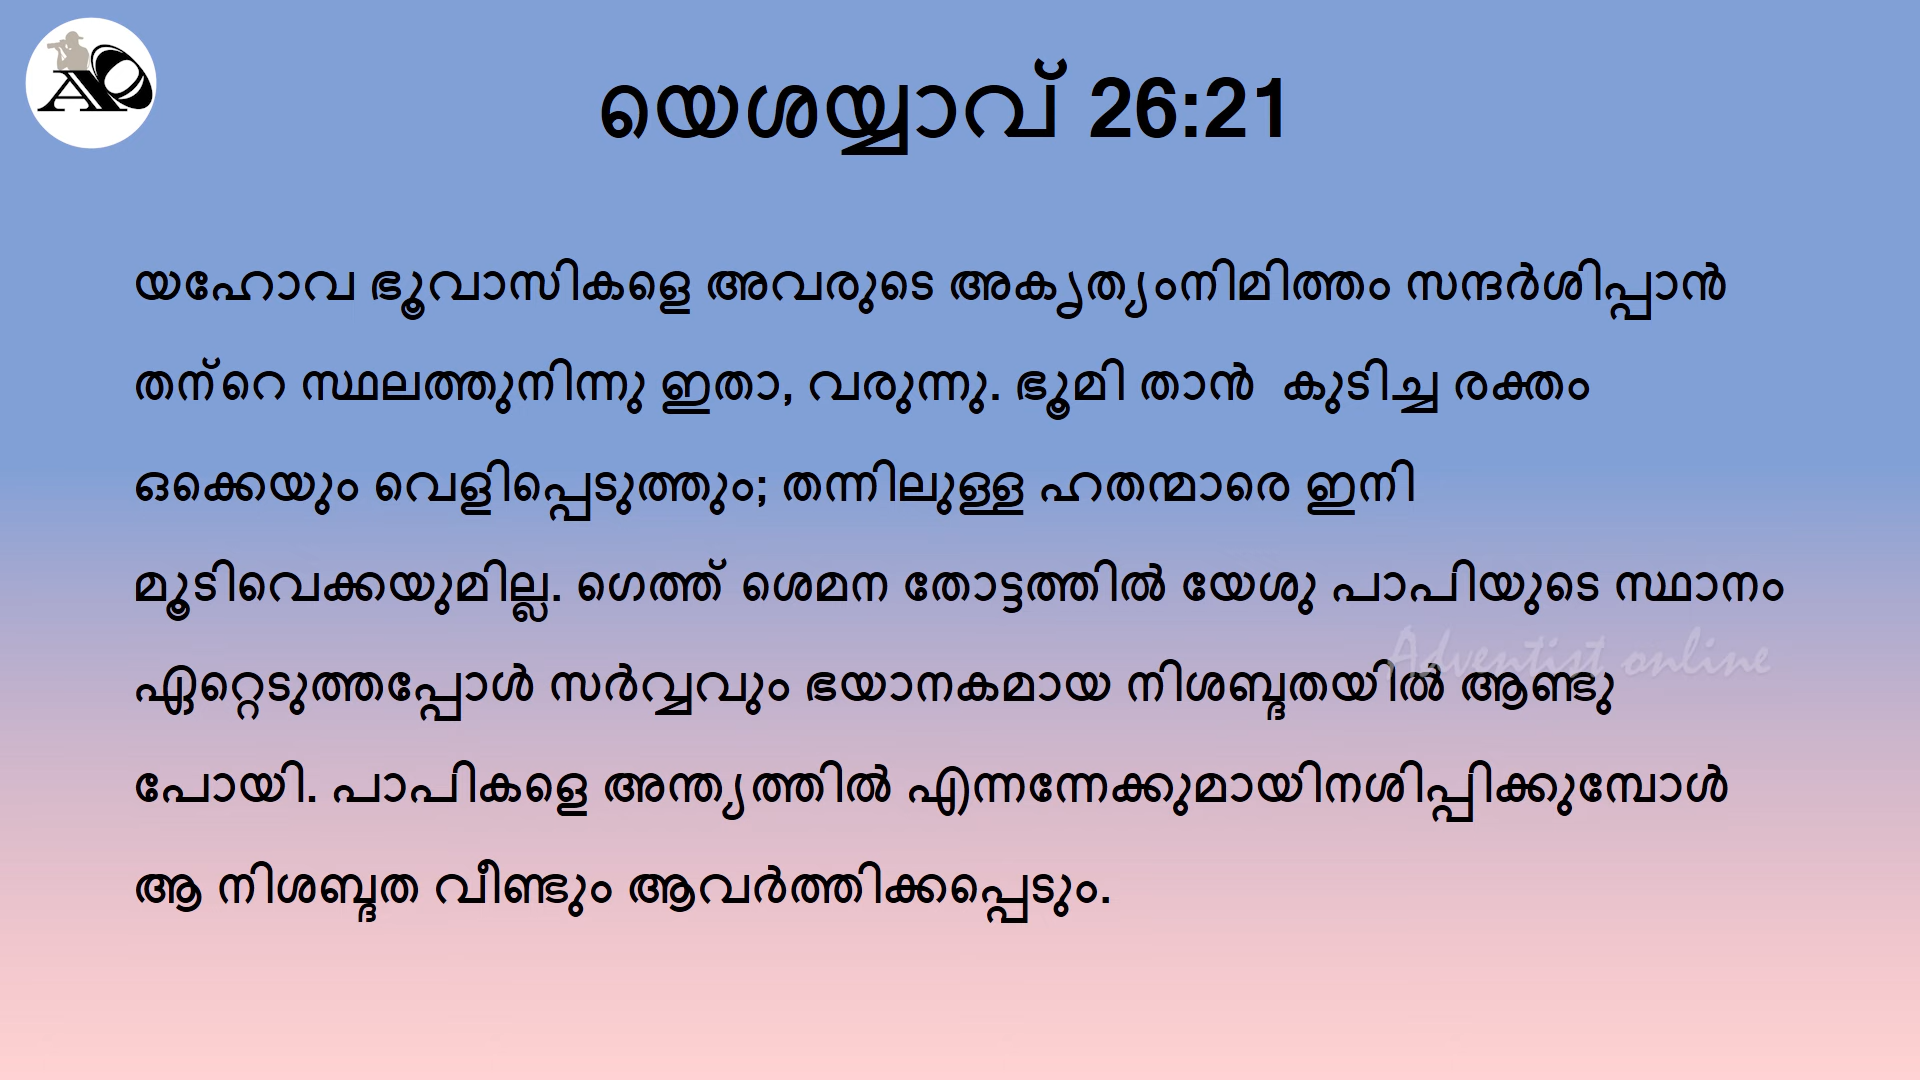 യെശയ്യാവ് 26:21
യഹോവ ഭൂവാസികളെ അവരുടെ അകൃത്യംനിമിത്തം സന്ദർശിപ്പാൻ
തന്റെ സ്ഥലത്തുനിന്നു ഇതാ, വരുന്നു. ഭൂമി താൻ  കുടിച്ച രക്തം
ഒക്കെയും വെളിപ്പെടുത്തും; തന്നിലുള്ള ഹതന്മാരെ ഇനി
മൂടിവെക്കയുമില്ല. ഗെത്ത് ശെമന തോട്ടത്തിൽ യേശു പാപിയുടെ സ്ഥാനം
Adventist online
ഏറ്റെടുത്തപ്പോൾ സർവ്വവും ഭയാനകമായ നിശബ്ദതയിൽ ആണ്ടു
പോയി. പാപികളെ അന്ത്യത്തിൽ എന്നന്നേക്കുമായിനശിപ്പിക്കുമ്പോൾ
ആ നിശബ്ദത വീണ്ടും ആവർത്തിക്കപ്പെടും.